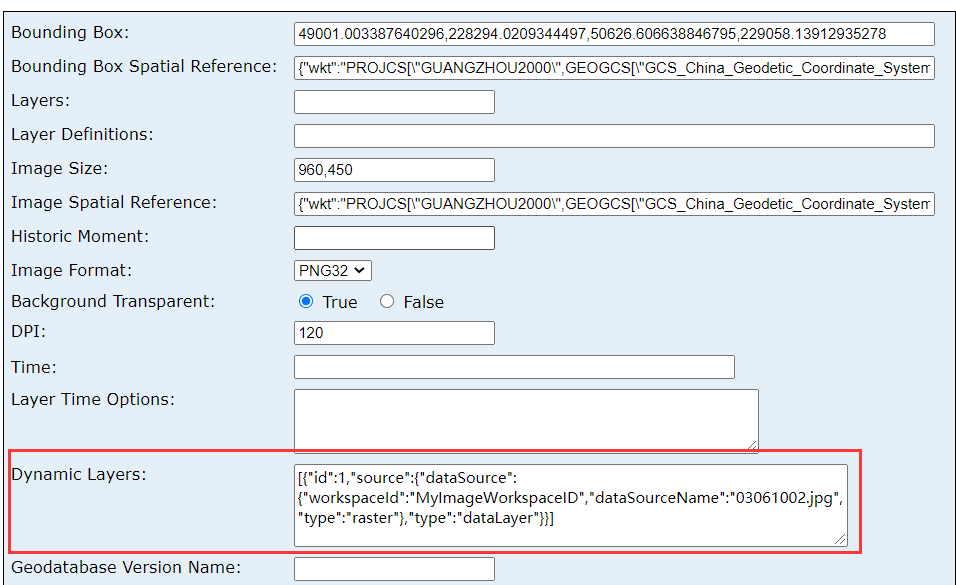 Bounding Box: 49001.003387640296,228294.0209344497,50626.606638846795,229058.13912935278
Bounding Box Spatial Reference: {"wkt":"PROJCS[\"GUANGZHOU2000\",GEOGCS[\"GCS_China_Geodetic_Coordinate_System
Layers:
Layer Definitions:
Image Size: 960,450
Image Spatial Reference: {"wkt":"PROJCS[\"GUANGZHOU2000\",GEOGCS[\"GCS_China_Geodetic_Coordinate_System
Historic Moment:
Image Format: PNG32
Background Transparent: True False
DPI: 120
Time:
Layer Time Options:
Dynamic Layers: [{"id":1,"source":{"dataSource":
{"workspaceId":"MyImageWorkspaceID","dataSourceName":"03061002.jpg",
"type":"raster"},"type":"dataLayer"}}]
Geodatabase Version Name: